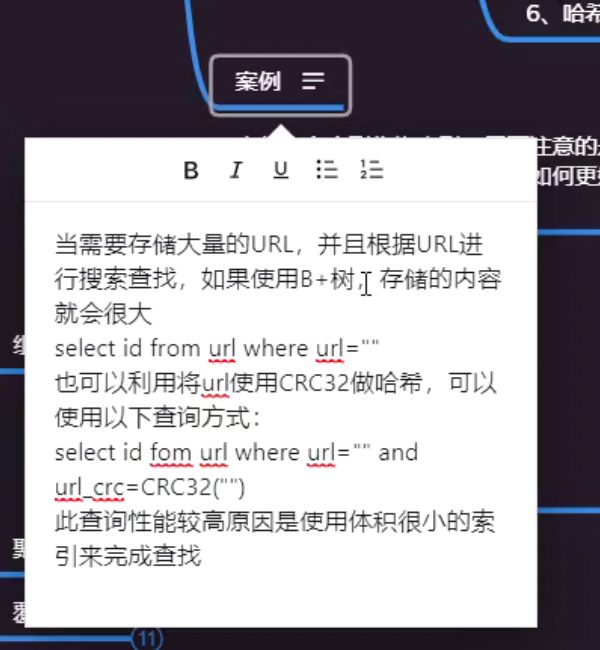 6、哈希
案例
注意的
如何更
B I U
当需要存储大量的URL，并且根据URL进
行搜索查找，如果使用B+树，存储的内容
就会很大
select id from url where url=""
也可以利用将url使用CRC32做哈希，可以
使用以下查询方式：
select id fom url where url="" and
url_crc=CRC32("")
此查询性能较高原因是使用体积很小的索
引来完成查找
11